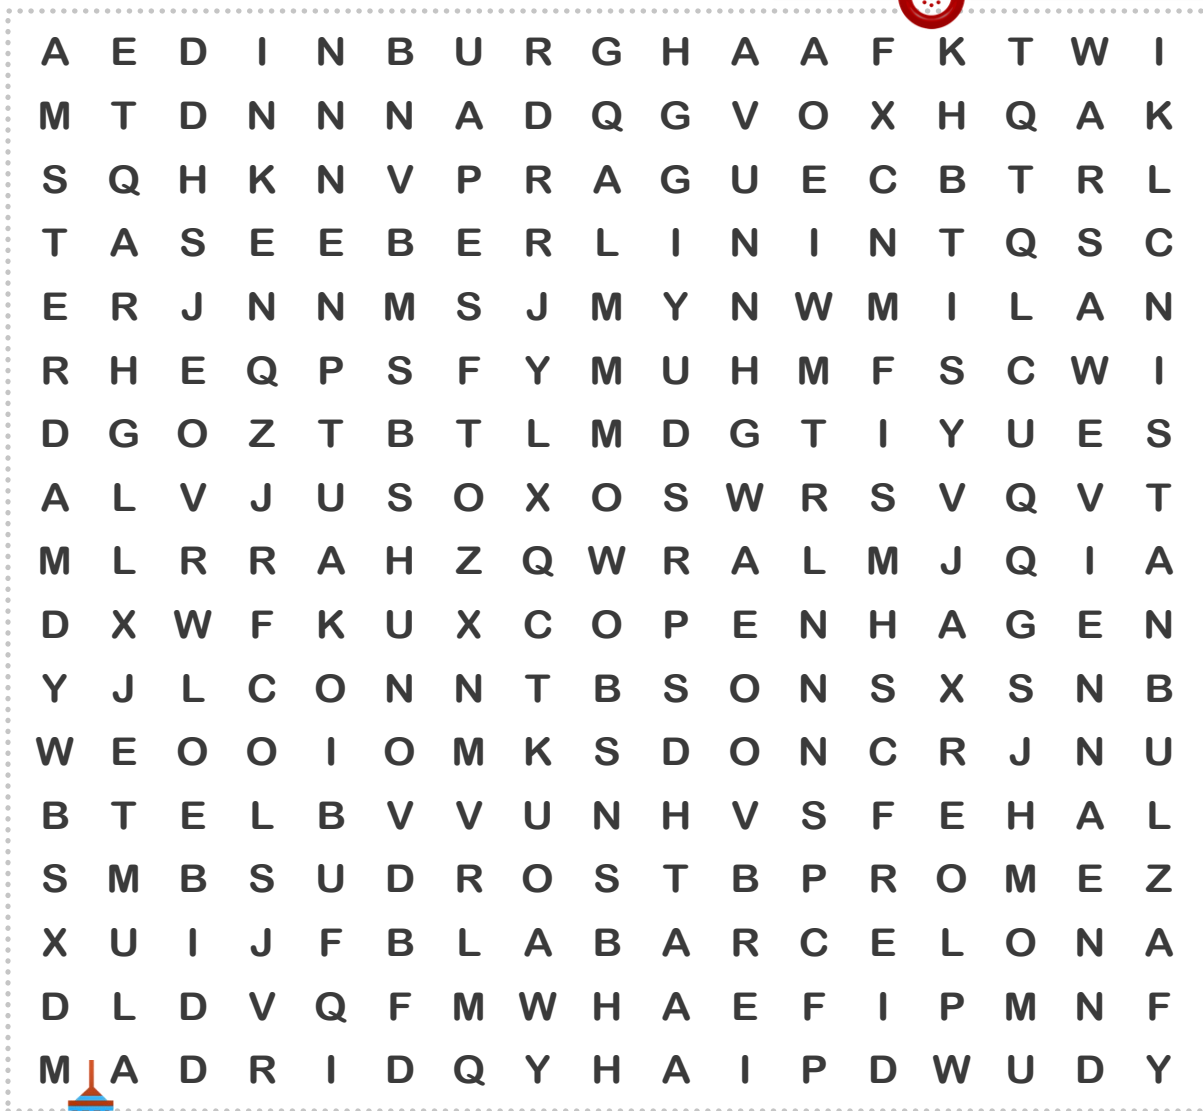 A E D I N B U R G H A A F K T W I
M T D N N N A D Q G V O X H Q A K
S Q H K N V P R A G U E C B T R L
T A S E E B E R L I N I N T Q S C
E R J N N M S J M Y N W M I L A N
R H E Q P S F Y M U H M F S C W I
D G O Z T B T L M D G T I Y U E S
A L V J U S O X O S W R S V Q V T
M L R R A H Z Q W R A L M J Q I A
D X W F K U X C O P E N H A G E N
Y J L C O N N T B S O N S X S N B
W E O O I O M K S D O N C R J N U
B T E L B V V U N H V S F E H A L
S M B S U D R O S T B P R O M E Z
X U I J F B L A B A R C E L O N A
D L D V Q F M W H A E F I P M N F
M A D R I D Q Y H A I P D W U D Y